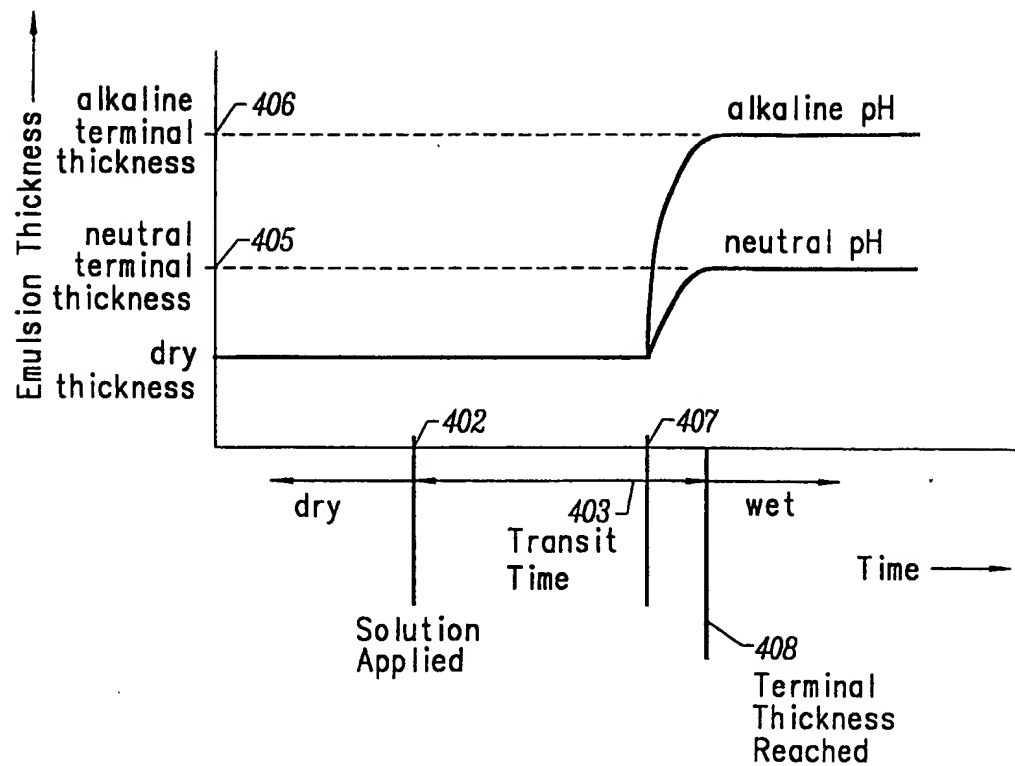 Emulsion Thickness
alkaline
terminal
thickness
406
alkaline pH
neutral
terminal
thickness
405
neutral pH
dry
thickness
402
407
dry
403
wet
Transit
Time
Time
Solution
Applied
408
Terminal
Thickness
Reached